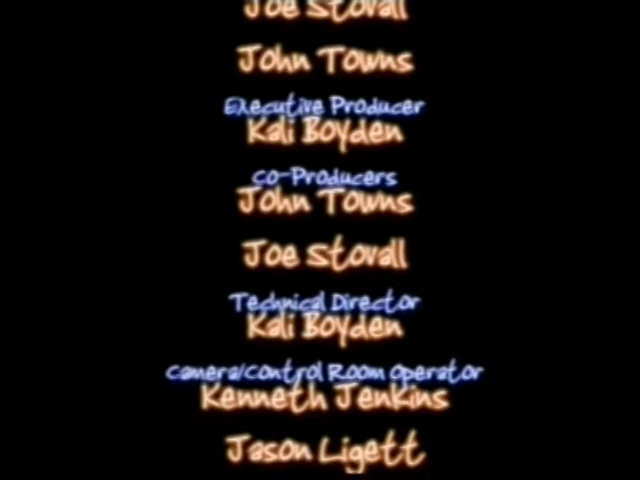 Joe Stovall
John Towns
Executive Producer
Kali Boyden
Co-Producers
John Towns
Joe Stovall
Technical Director
Kali Boyden
Camera/Control Room Operator
Kenneth Jenkins
Jason Ligett